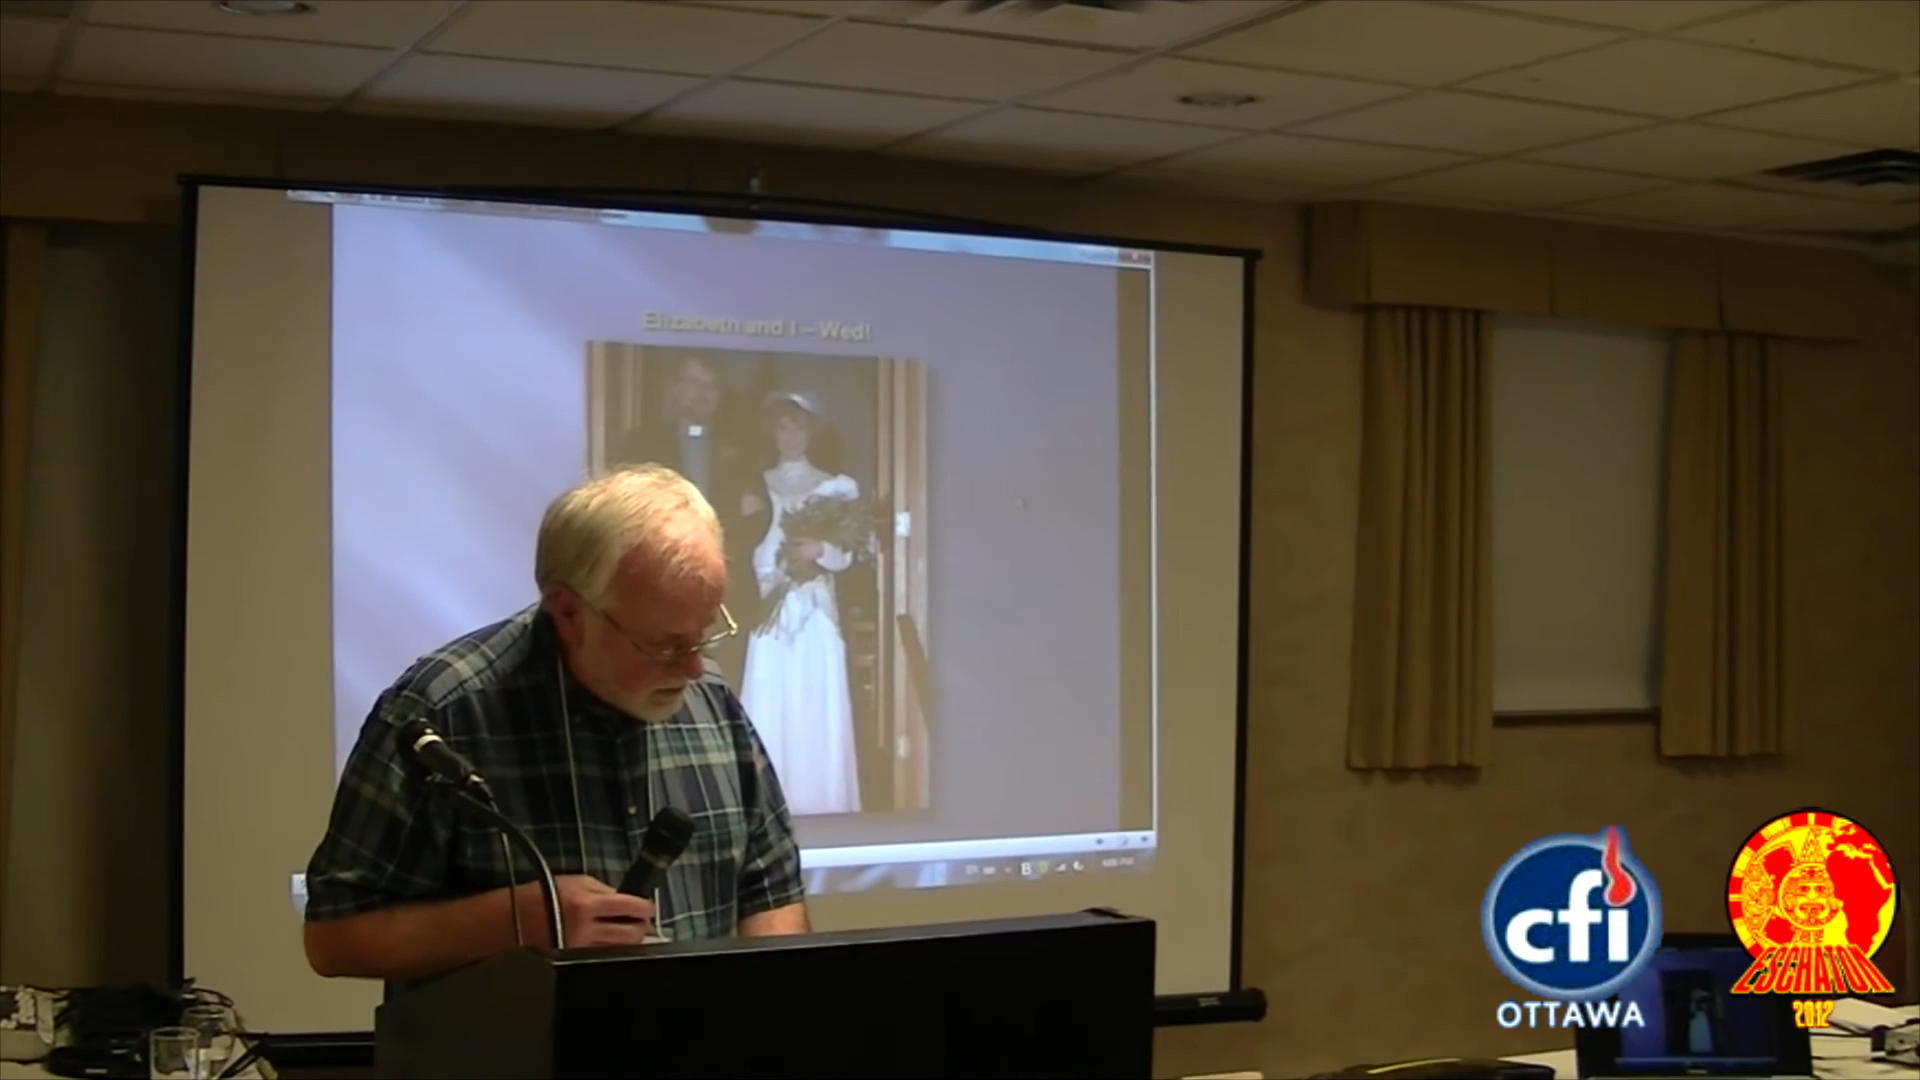 Elizabeth and I – Wed!
B
cfi
OTTAWA
ESCHATON
2012